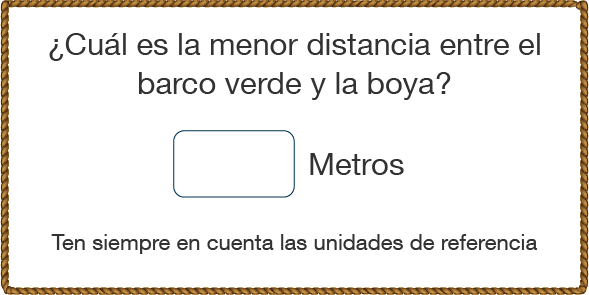 ¿Cuál es la menor distancia entre el
barco verde y la boya?
Metros
Ten siempre en cuenta las unidades de referencia